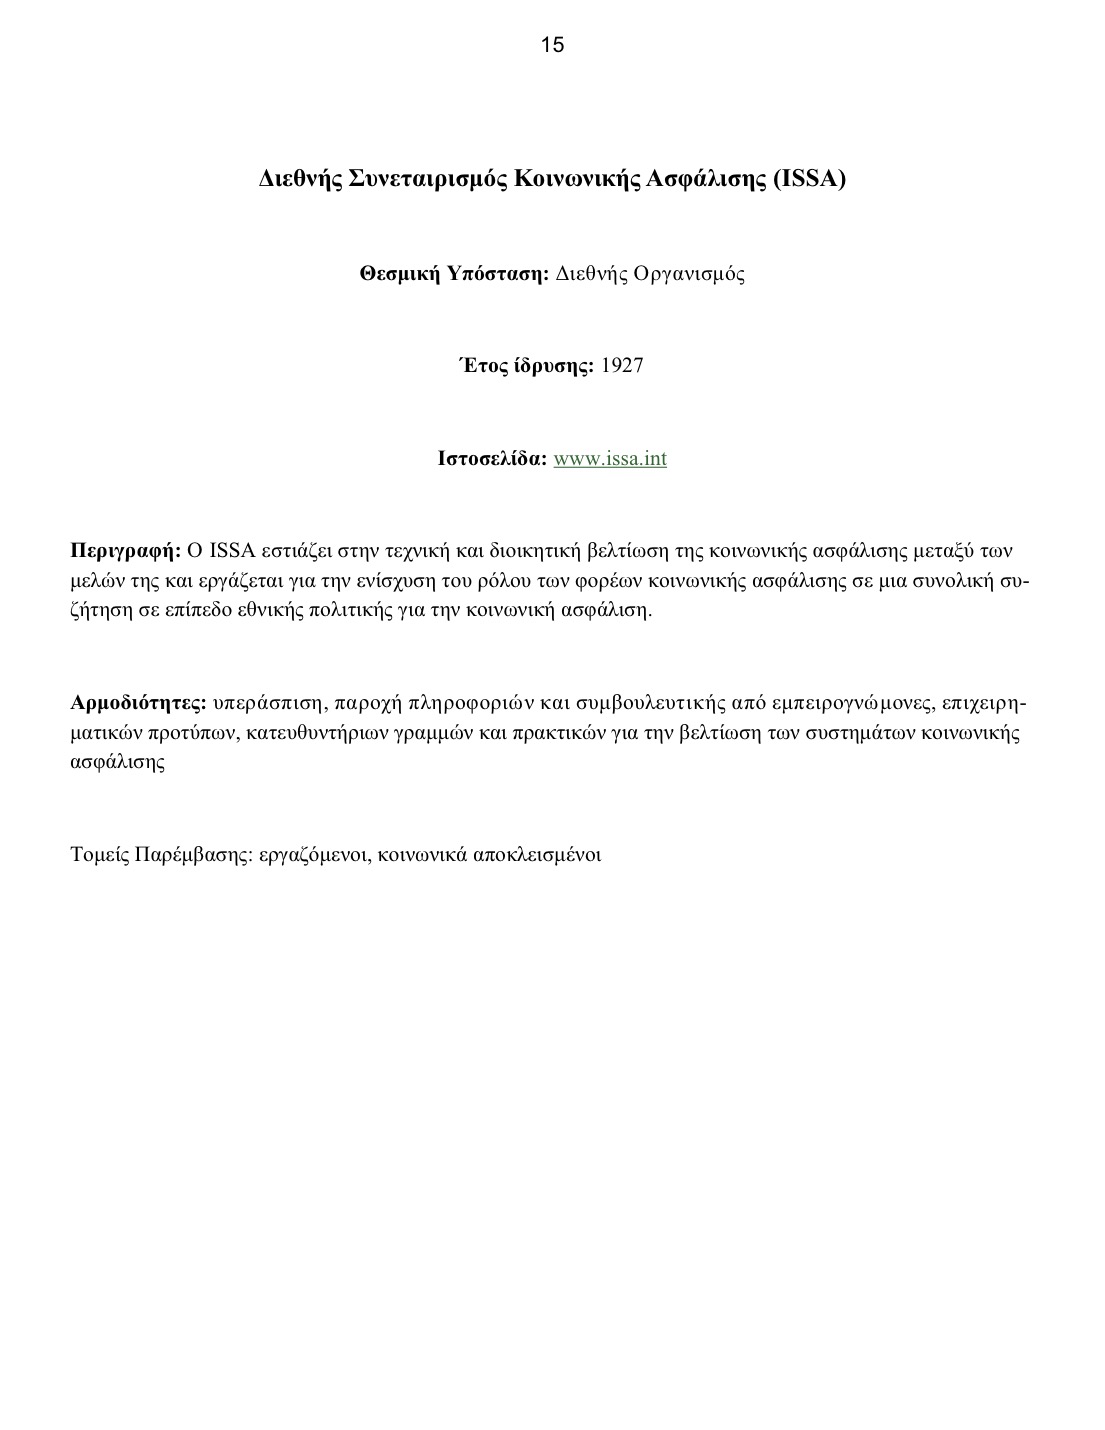 15
Διεθνής Συνεταιρισμός Κοινωνικής Ασφάλισης (ISSA)
Θεσμική Υπόσταση: Διεθνής Οργανισμός
Έτος ίδρυσης: 1927
Ιστοσελίδα: www.issa.int
Περιγραφή: Ο ISSA εστιάζει στην τεχνική και διοικητική βελτίωση της κοινωνικής ασφάλισης μεταξύ των
μελών της και εργάζεται για την ενίσχυση του ρόλου των φορέων κοινωνικής ασφάλισης σε μια συνολική συ-
ζήτηση σε επίπεδο εθνικής πολιτικής για την κοινωνική ασφάλιση.
Αρμοδιότητες: υπεράσπιση, παροχή πληροφοριών και συμβουλευτικής από εμπειρογνώμονες, επιχειρη-
ματικών προτύπων, κατευθυντήριων γραμμών και πρακτικών για την βελτίωση των συστημάτων κοινωνικής
ασφάλισης
Τομείς Παρέμβασης: εργαζόμενοι, κοινωνικά αποκλεισμένοι